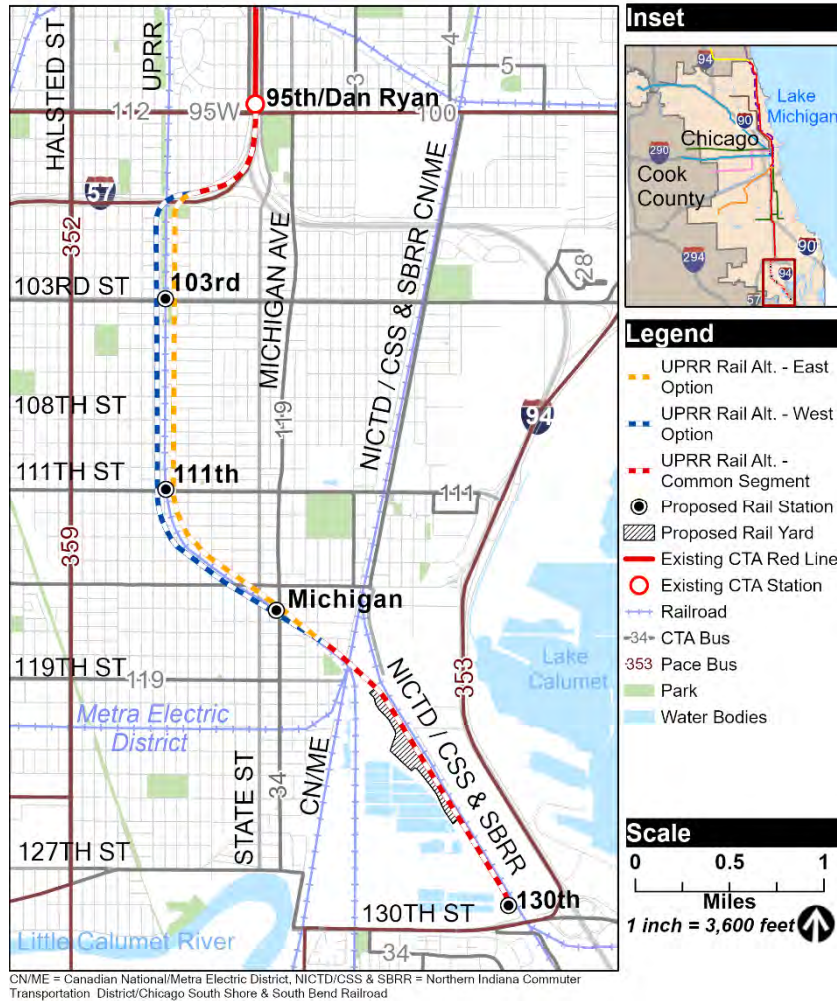 HALSTED ST
UPRR
4
3
5
95th/Dan Ryan
112
95W
100
57
352
MICHIGAN AVE
NICTD / CSS & SBRR CN/ME
28
103RD ST
103rd
108TH ST
119
94
111TH ST
111th
111
359
Michigan
119TH ST
119
353
Lake
Calumet
Metra Electric
District
NICTD / CSS & SBRR
STATE ST
34
CN/ME
127TH ST
130th
130TH ST
Little Calumet River
34
CN/ME = Canadian National/Metra Electric District, NICTD/CSS & SBRR = Northern Indiana Commuter
Transportation District/Chicago South Shore & South Bend Railroad
Inset
94
Lake
Michigan
90
Chicago
290
Cook
County
90
294
94
57
Legend
UPRR Rail Alt. - East
Option
UPRR Rail Alt. - West
Option
UPRR Rail Alt. -
Common Segment
Proposed Rail Station
Proposed Rail Yard
Existing CTA Red Line
Existing CTA Station
Railroad
34 CTA Bus
353 Pace Bus
Park
Water Bodies
Scale
0 0.5 1
Miles
1 inch = 3,600 feet